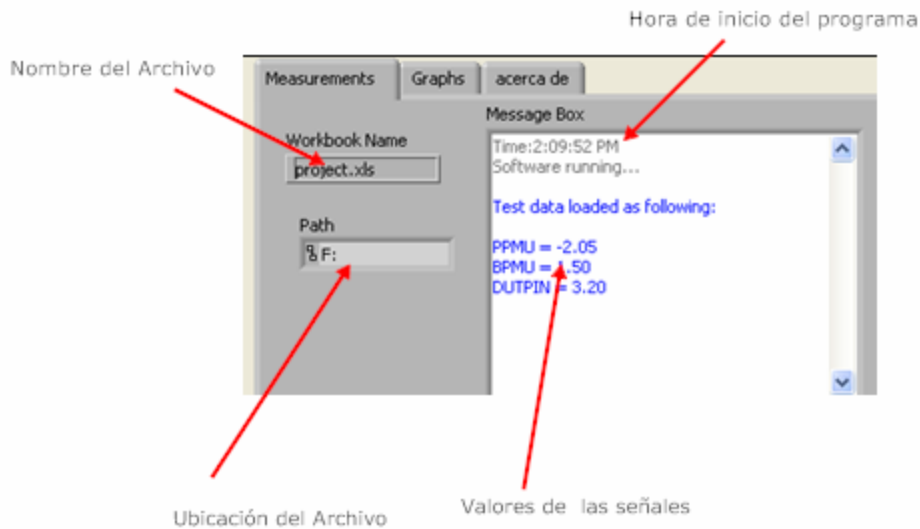 Hora de inicio del programa
Nombre del Archivo
Measurements
Graphs
acerca de
Message Box
Workbook Name
project.xls
Time:2:09:52 PM
Software running...
Test data loaded as following:
Path
F:
PPMU = -2.05
BPMU = 1.50
DUTPIN = 3.20
Ubicación del Archivo
Valores de las señales